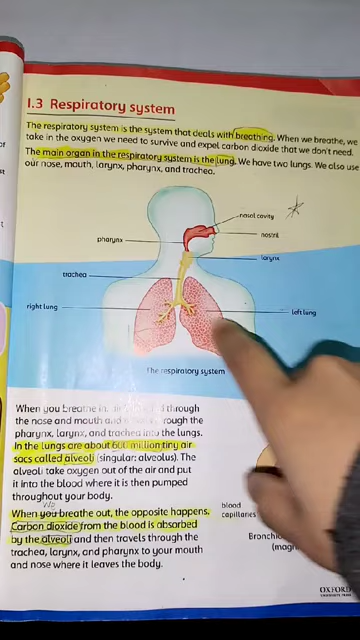 1.3 Respiratory system
The respiratory system is the system that deals with breathing. When we breathe, we
take in the oxygen we need to survive and expel carbon dioxide that we don't need.
The main organ in the respiratory system is the lung. We have two lungs. We also use
our nose, mouth, larynx, pharynx, and trachea.
nasal cavity
nostril
pharynx
larynx
trachea
right lung
left lung
The respiratory system
When you breathe in, through
the nose and mouth and through the
pharynx, larynx, and trachea into the lungs.
In the lungs are about 600 million tiny air
sacs called alveoli (singular: alveolus). The
alveoli take oxygen out of the air and put
it into the blood where it is then pumped
throughout your body.
When you breathe out, the opposite happens.
Carbon dioxide from the blood is absorbed
by the alveoli and then travels through the
trachea, larynx, and pharynx to your mouth
and nose where it leaves the body.
blood
capillaries
OXFORD